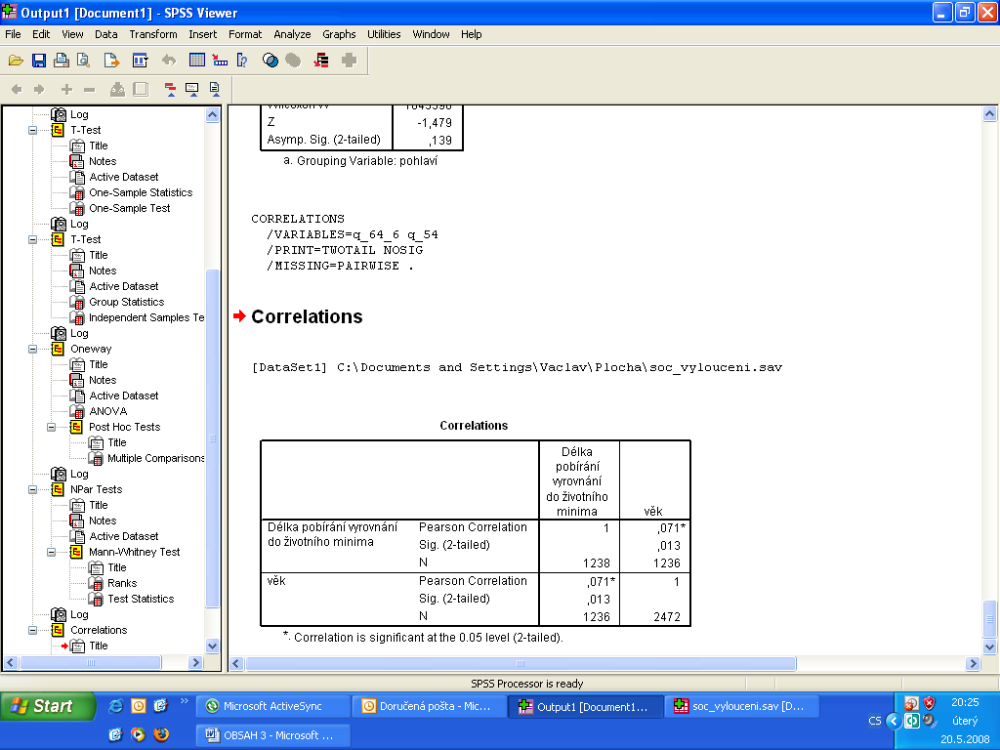 Output1 [Document1] - SPSS Viewer
File Edit View Data Transform Insert Format Analyze Graphs Utilities Window Help
Log
T-Test
Title
Notes
Active Dataset
One-Sample Statistics
One-Sample Test
Log
T-Test
Title
Notes
Active Dataset
Group Statistics
Independent Samples Te
Log
Oneway
Title
Notes
Active Dataset
ANOVA
Post Hoc Tests
Title
Multiple Comparisons
Log
NPar Tests
Title
Notes
Active Dataset
Mann-Whitney Test
Title
Ranks
Test Statistics
Log
Correlations
Title
Z -1,479
Asymp. Sig. (2-tailed) ,139
a. Grouping Variable: pohlaví
CORRELATIONS
/VARIABLES=q_64_6 q_54
/PRINT=TWOTAIL NOSIG
/MISSING=PAIRWISE .
Correlations
[DataSet1] C:\Documents and Settings\Vaclav\Plocha\soc_vylouceni.sav
Correlations
Délka
pobírání
vyrovnání
do životního
minima věk
Délka pobírání vyrovnání Pearson Correlation 1 ,071*
do životního minima Sig. (2-tailed) ,013
N 1238 1236
věk Pearson Correlation ,071* 1
Sig. (2-tailed) ,013
N 1236 2472
*. Correlation is significant at the 0.05 level (2-tailed).
SPSS Processor is ready
Start
Microsoft ActiveSync
Doručená pošta - Mic...
Output1 [Document1...
soc_vylouceni.sav [D...
OBSAH 3 - Microsoft ...
CS
20:25
úterý
20.5.2008